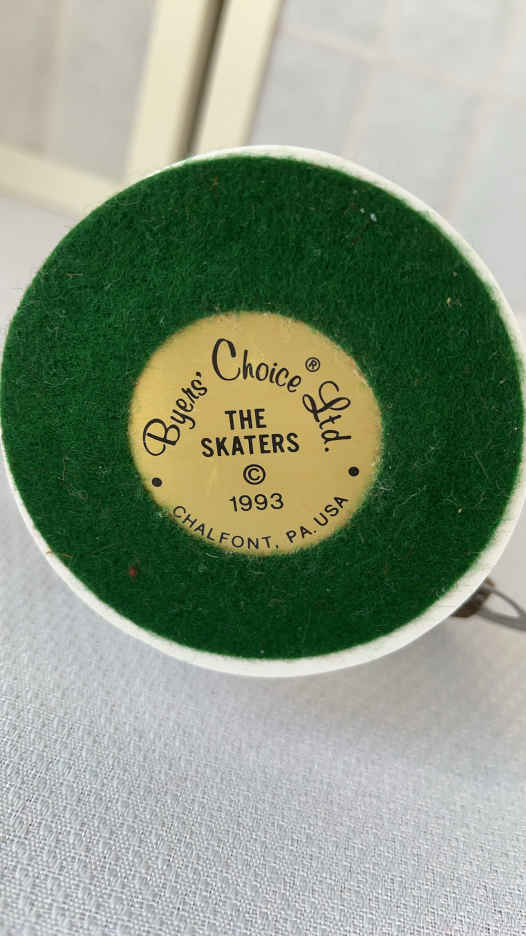 Byers' Choice® Ltd.
THE
SKATERS
©
1993
CHALFONT, PA. USA